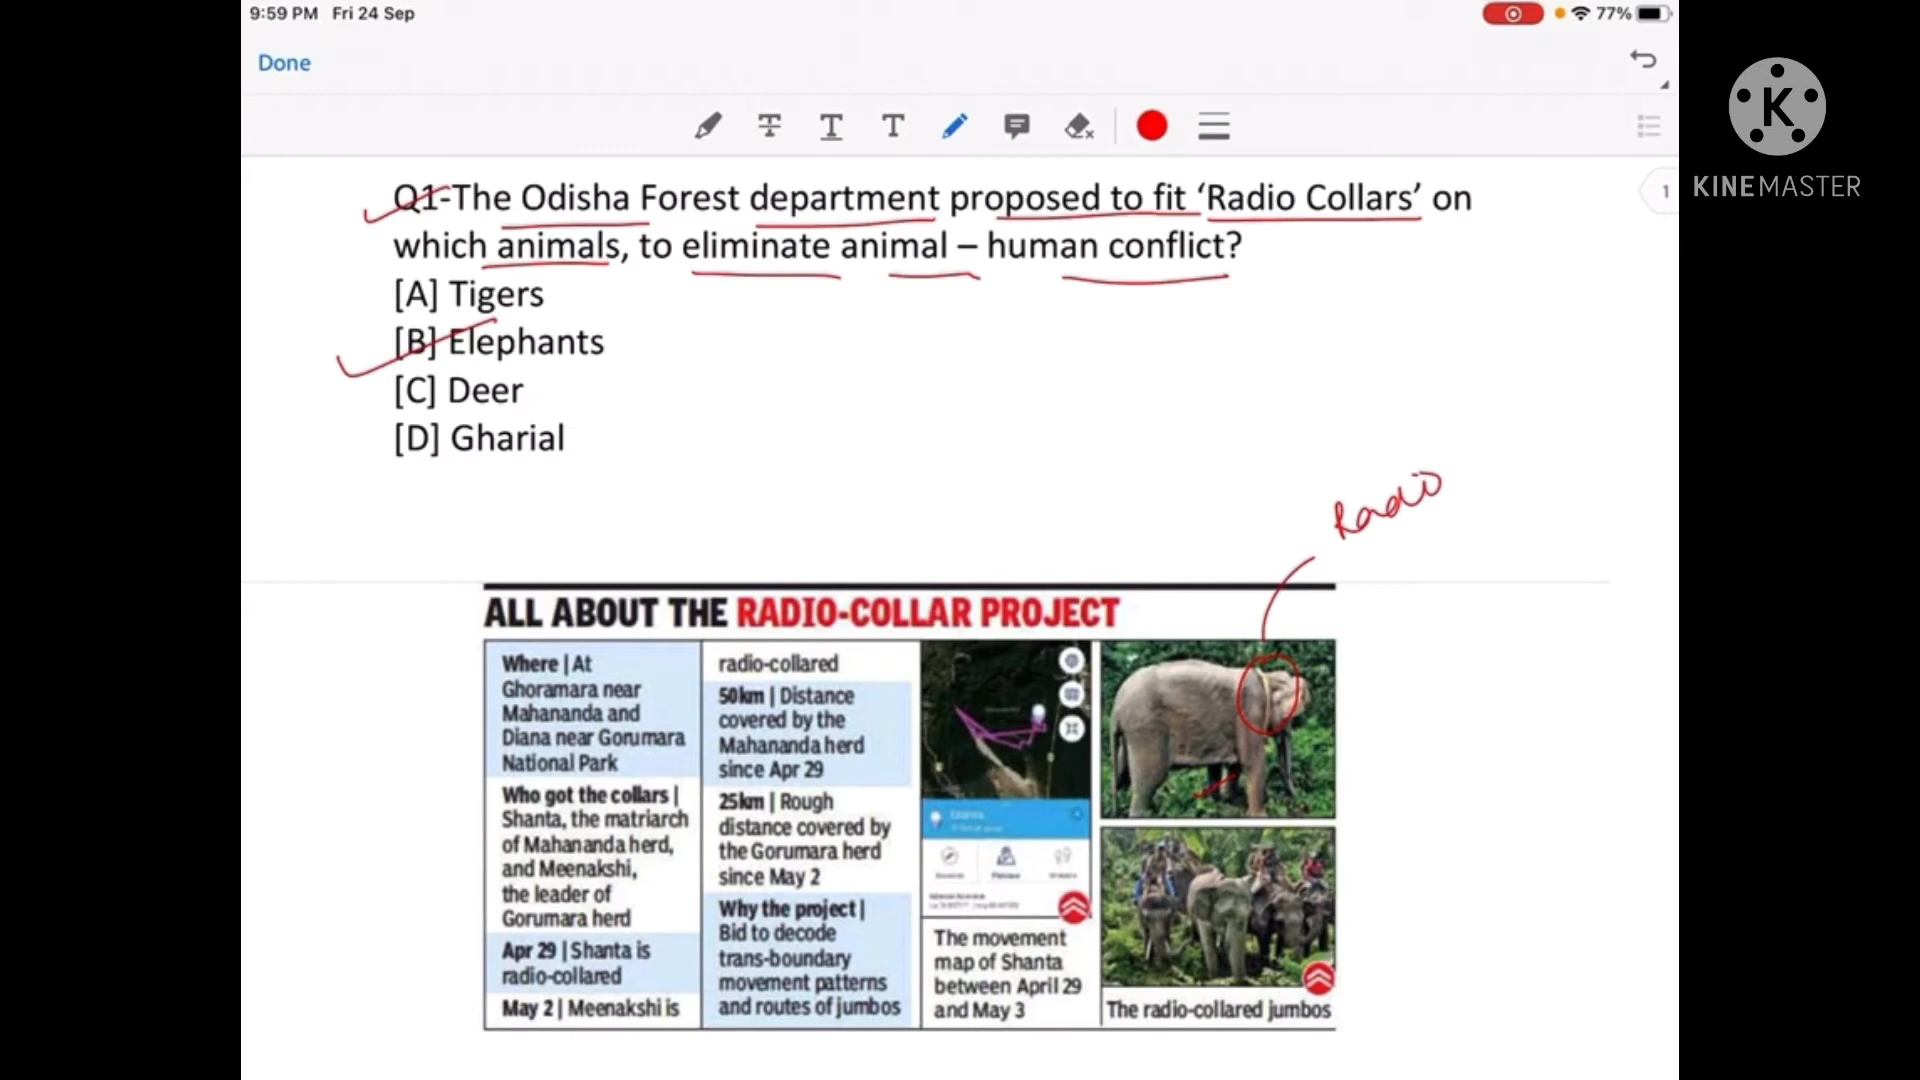 9:59 PM Fri 24 Sep
77%
Done
K
KINEMASTER
1
Q1-The Odisha Forest department proposed to fit ‘Radio Collars’ on
which animals, to eliminate animal – human conflict?
[A] Tigers
[B] Elephants
[C] Deer
[D] Gharial
Radio
ALL ABOUT THE RADIO-COLLAR PROJECT
Where | At
Ghoramara near
Mahananda and
Diana near Gorumara
National Park
Who got the collars |
Shanta, the matriarch
of Mahananda herd,
and Meenakshi,
the leader of
Gorumara herd
Apr 29 | Shanta is
radio-collared
May 2 | Meenakshi is
radio-collared
50km | Distance
covered by the
Mahananda herd
since Apr 29
25km | Rough
distance covered by
the Gorumara herd
since May 2
Why the project |
Bid to decode
trans-boundary
movement patterns
and routes of jumbos
The movement
map of Shanta
between April 29
and May 3
The radio-collared jumbos